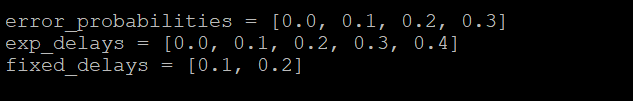 error_probabilities = [0.0, 0.1, 0.2, 0.3]
exp_delays = [0.0, 0.1, 0.2, 0.3, 0.4]
fixed_delays = [0.1, 0.2]